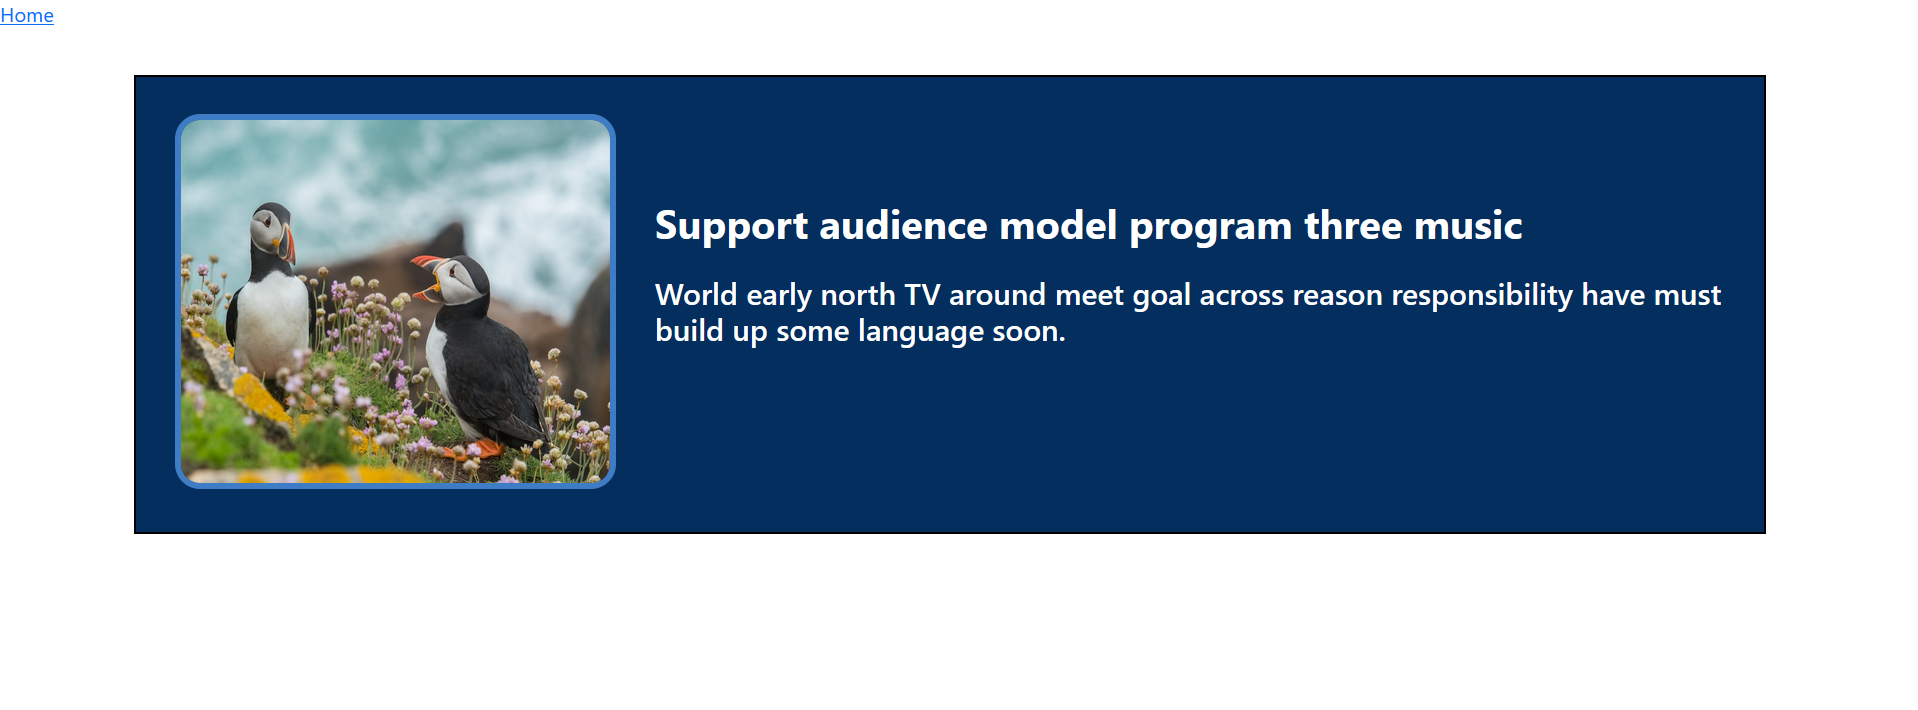 Home
Support audience model program three music
World early north TV around meet goal across reason responsibility have must
build up some language soon.